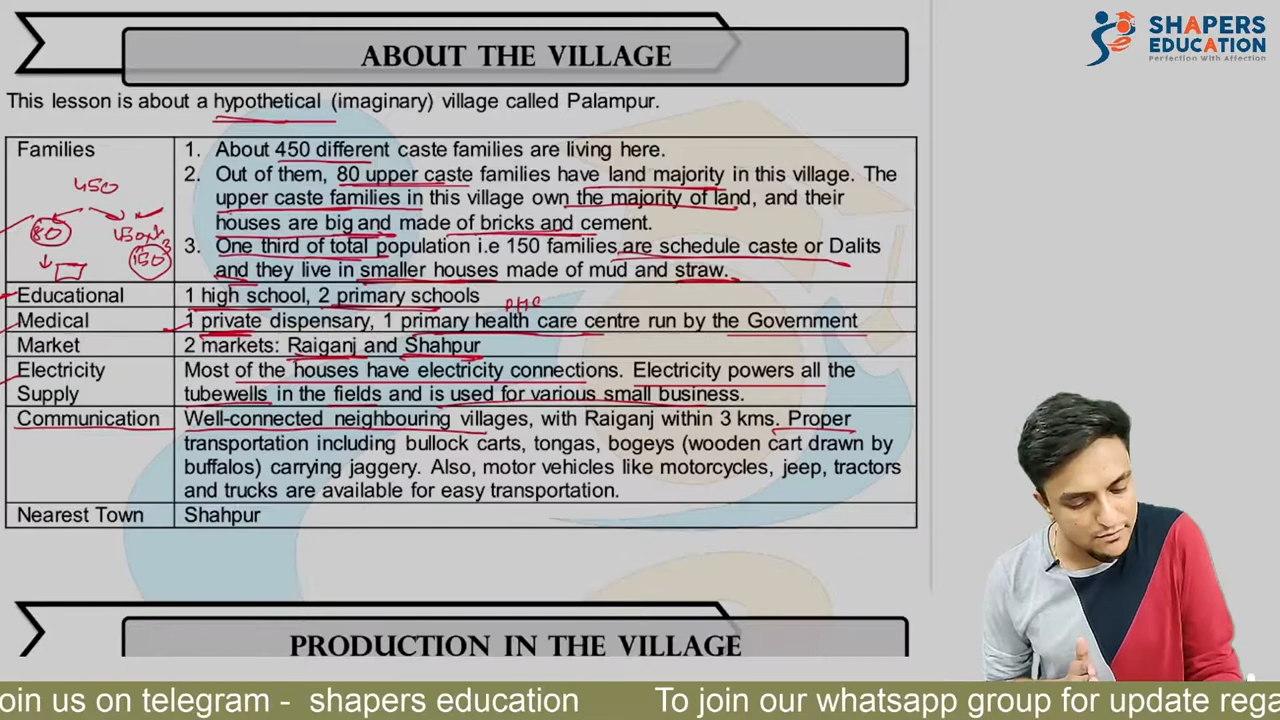 SHAPERS
EDUCATION
Perfection With Affection
ABOUT THE VILLAGE
This lesson is about a hypothetical (imaginary) village called Palampur.
Families
450
80
150
1. About 450 different caste families are living here.
2. Out of them, 80 upper caste families have land majority in this village. The
upper caste families in this village own the majority of land, and their
houses are big and made of bricks and cement.
3. One third of total population i.e 150 families are schedule caste or Dalits
and they live in smaller houses made of mud and straw.
Educational
1 high school, 2 primary schools
PHC
Medical
1 private dispensary, 1 primary health care centre run by the Government
Market
2 markets: Raiganj and Shahpur
Electricity
Supply
Most of the houses have electricity connections. Electricity powers all the
tubewells in the fields and is used for various small business.
Communication
Well-connected neighbouring villages, with Raiganj within 3 kms. Proper
transportation including bullock carts, tongas, bogeys (wooden cart drawn by
buffalos) carrying jaggery. Also, motor vehicles like motorcycles, jeep, tractors
and trucks are available for easy transportation.
Nearest Town
Shahpur
PRODUCTION IN THE VILLAGE
oin us on telegram - shapers education To join our whatsapp group for update rega